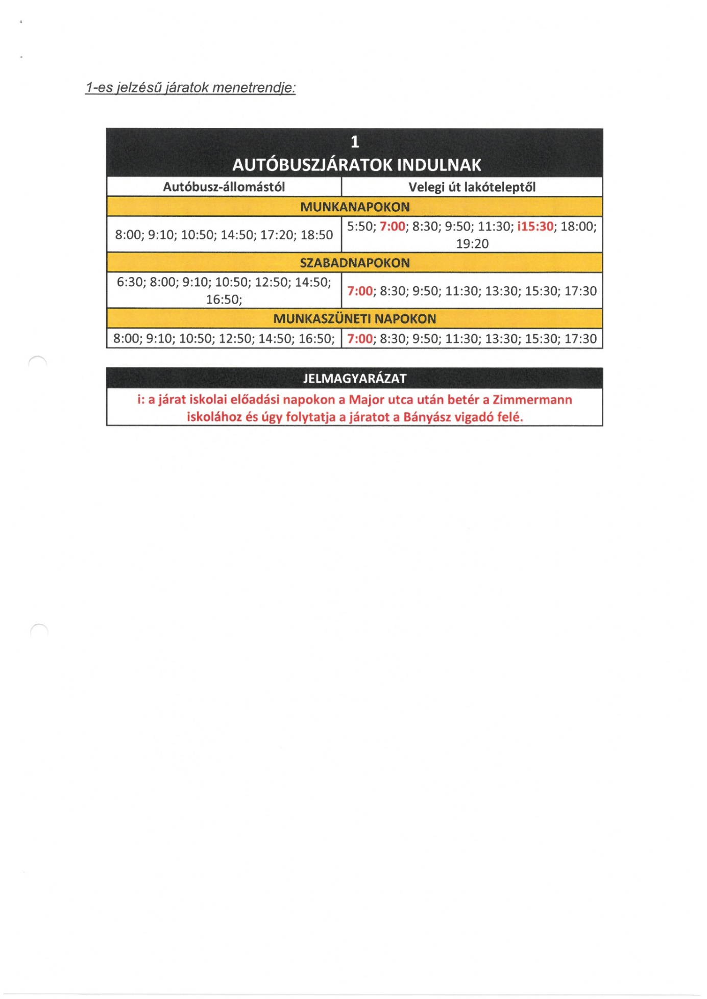 1-es jelzésű járatok menetrendje:
1
AUTÓBUSZJÁRATOK INDULNAK
Autóbusz-állomástól
Velegi út lakóteleptől
MUNKANAPOKON
8:00; 9:10; 10:50; 14:50; 17:20; 18:50
5:50; 7:00; 8:30; 9:50; 11:30; i15:30; 18:00;
19:20
SZABADNAPOKON
6:30; 8:00; 9:10; 10:50; 12:50; 14:50;
16:50;
7:00; 8:30; 9:50; 11:30; 13:30; 15:30; 17:30
MUNKASZÜNETI NAPOKON
8:00; 9:10; 10:50; 12:50; 14:50; 16:50;
7:00; 8:30; 9:50; 11:30; 13:30; 15:30; 17:30
JELMAGYARÁZAT
i: a járat iskolai előadási napokon a Major utca után betér a Zimmermann
iskolához és úgy folytatja a járatot a Bányász vigadó felé.